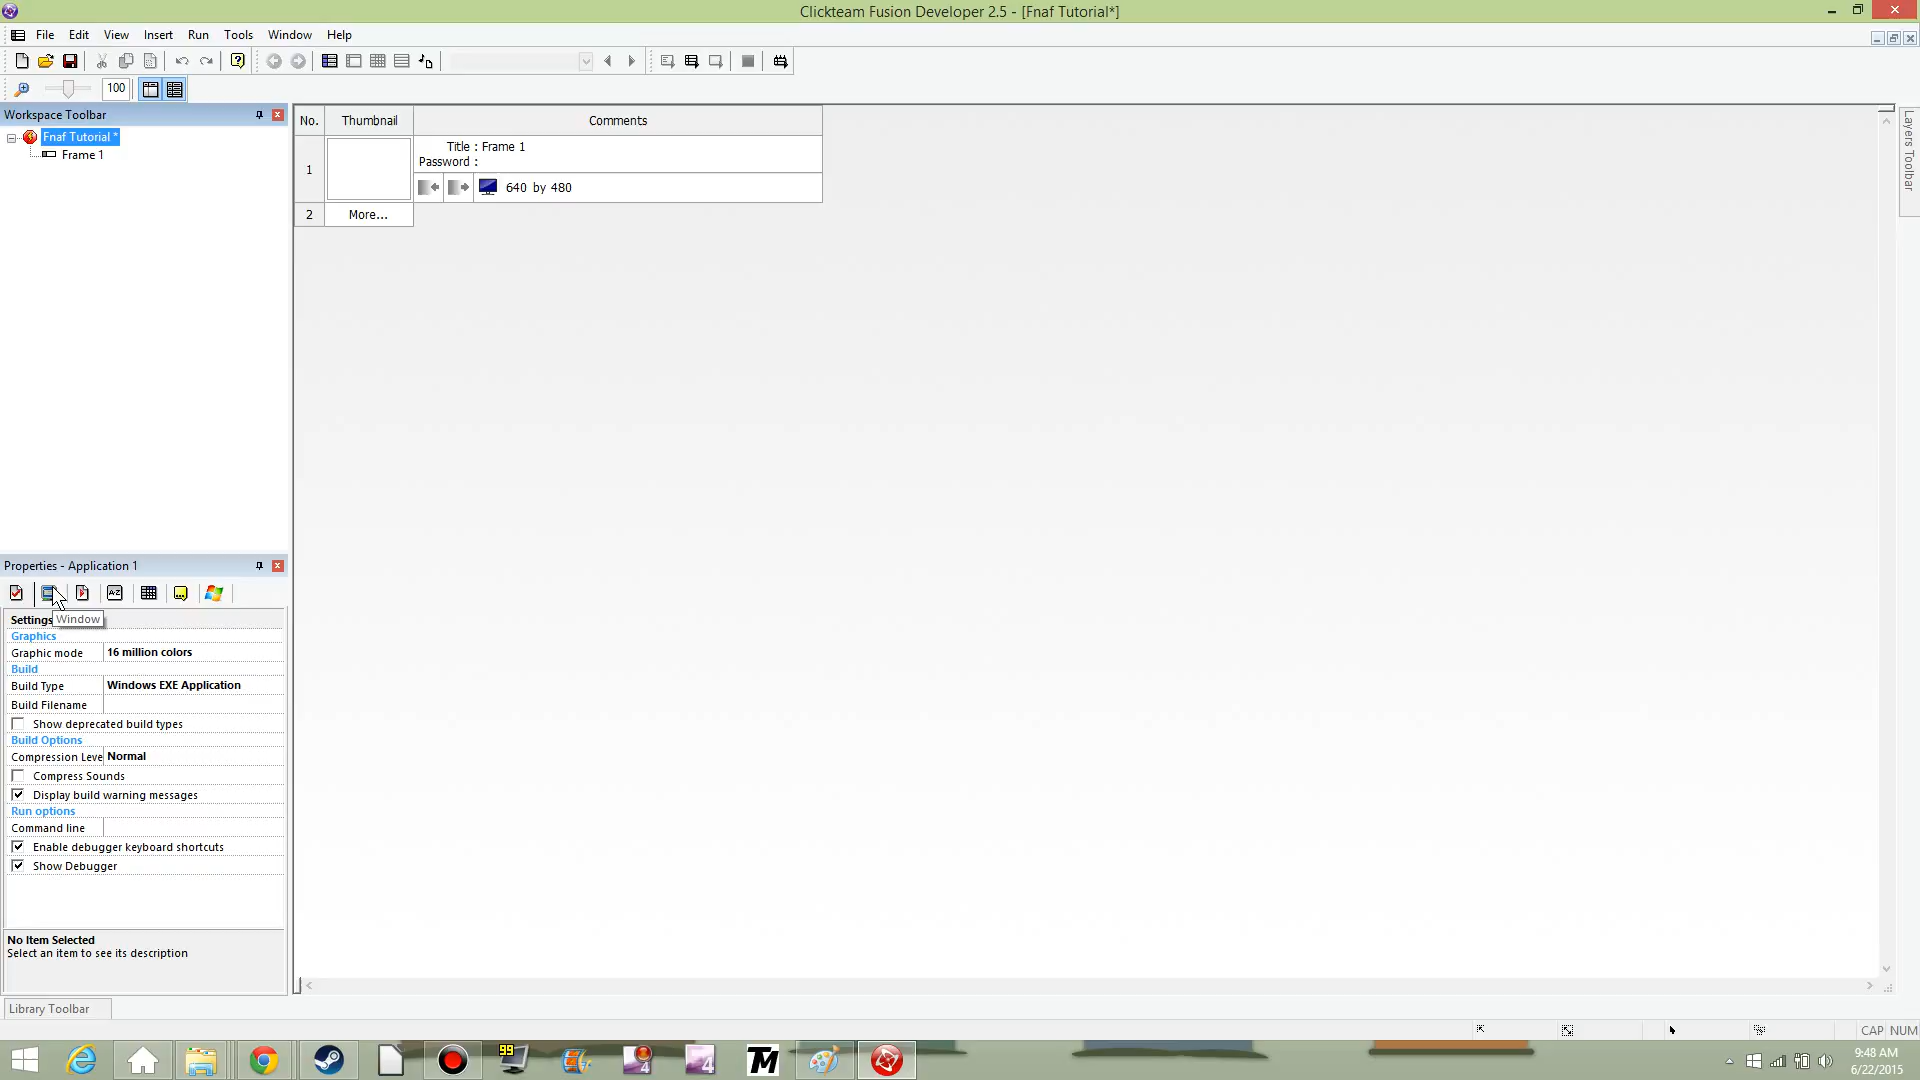 Clickteam Fusion Developer 2.5 - [Fnaf Tutorial*]
File Edit View Insert Run Tools Window Help
100
Workspace Toolbar
Fnaf Tutorial *
Frame 1
No. Thumbnail Comments
1
Title : Frame 1
Password :
640 by 480
2 More...
Layers Toolbar
Properties - Application 1
Settings
Window
Graphics
Graphic mode 16 million colors
Build
Build Type Windows EXE Application
Build Filename
Show deprecated build types
Build Options
Compression Leve Normal
Compress Sounds
Display build warning messages
Run options
Command line
Enable debugger keyboard shortcuts
Show Debugger
No Item Selected
Select an item to see its description
Library Toolbar
CAP NUM
99
4
4
TM
9:48 AM
6/22/2015